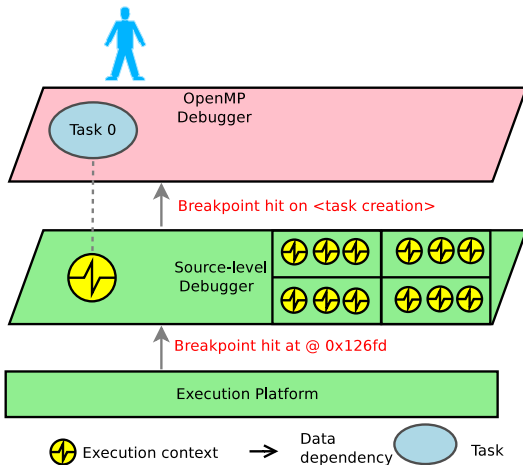 OpenMP
Debugger
Task 0
Breakpoint hit on <task creation>
Source-level
Debugger
Breakpoint hit at @ 0x126fd
Execution Platform
Execution context
Data
dependency
Task